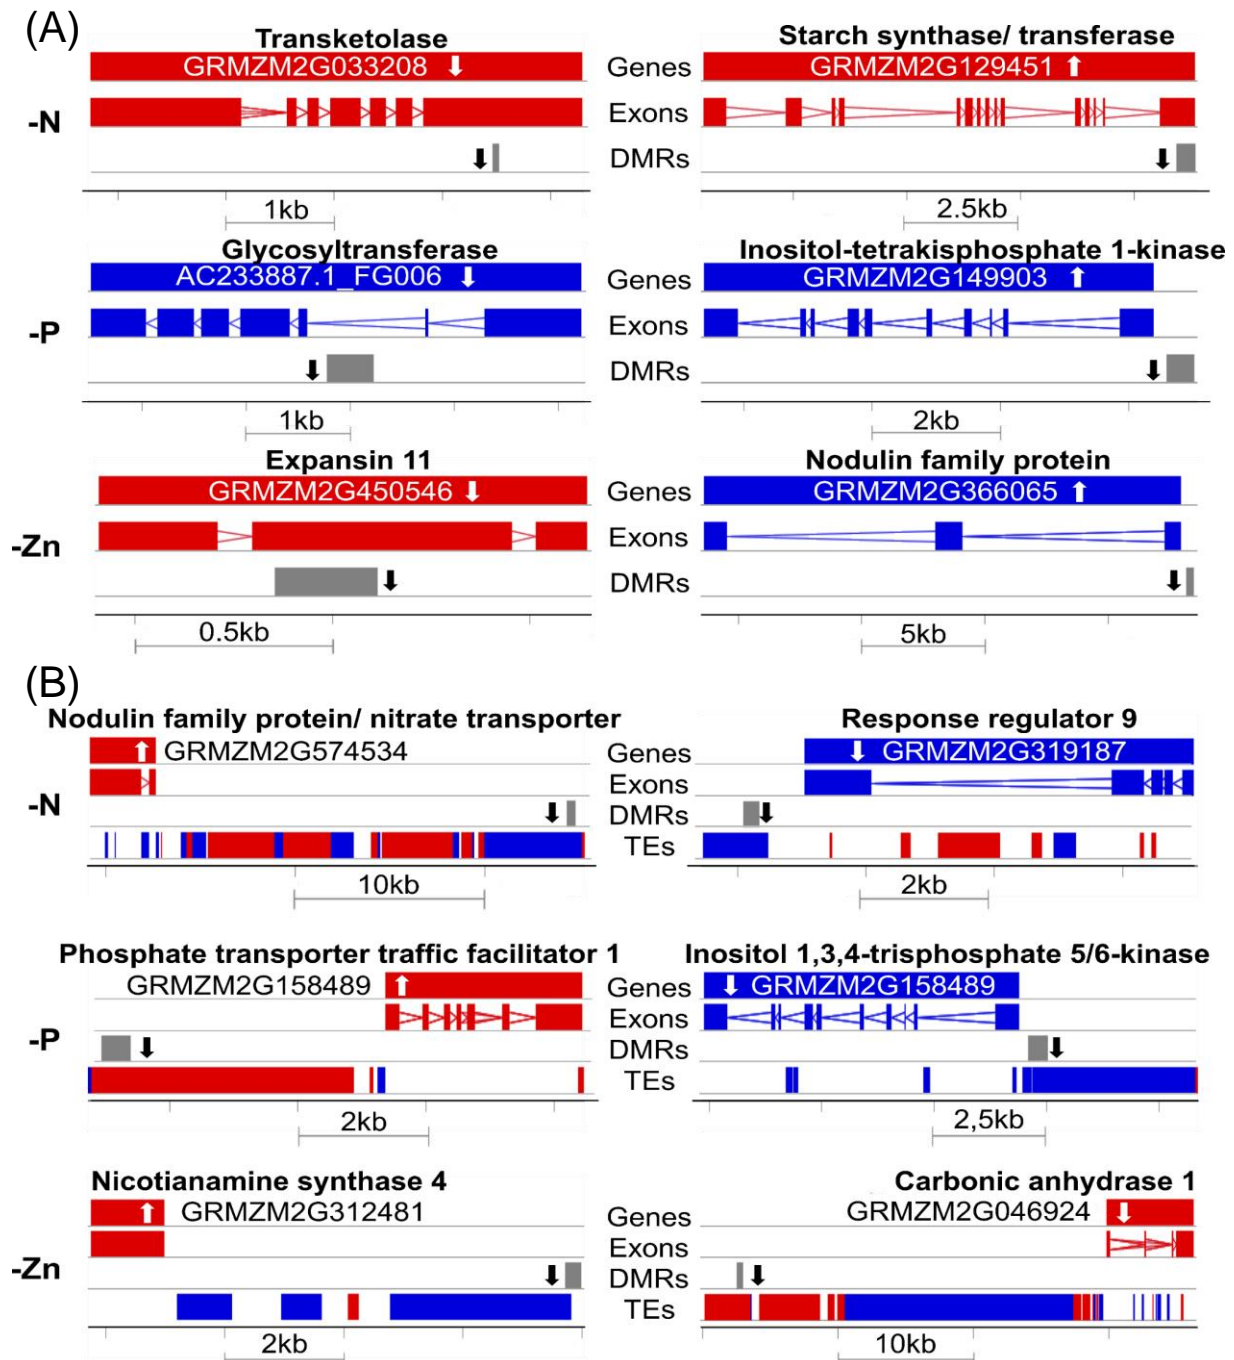 (A)
Transketolase
Starch synthase/ transferase
GRMZM2G033208
Genes
GRMZM2G129451
-N
Exons
DMRs
1kb
2.5kb
Glycosyltransferase
Inositol-tetrakisphosphate 1-kinase
AC233887.1_FG006
Genes
GRMZM2G149903
-P
Exons
DMRs
1kb
2kb
Expansin 11
Nodulin family protein
GRMZM2G450546
Genes
GRMZM2G366065
-Zn
Exons
DMRs
0.5kb
5kb
(B)
Nodulin family protein/ nitrate transporter
Response regulator 9
GRMZM2G574534
Genes
GRMZM2G319187
-N
Exons
DMRs
TEs
10kb
2kb
Phosphate transporter traffic facilitator 1
Inositol 1,3,4-trisphosphate 5/6-kinase
GRMZM2G158489
Genes
GRMZM2G158489
-P
Exons
DMRs
TEs
2kb
2,5kb
Nicotianamine synthase 4
Carbonic anhydrase 1
GRMZM2G312481
Genes
GRMZM2G046924
-Zn
Exons
DMRs
TEs
2kb
10kb